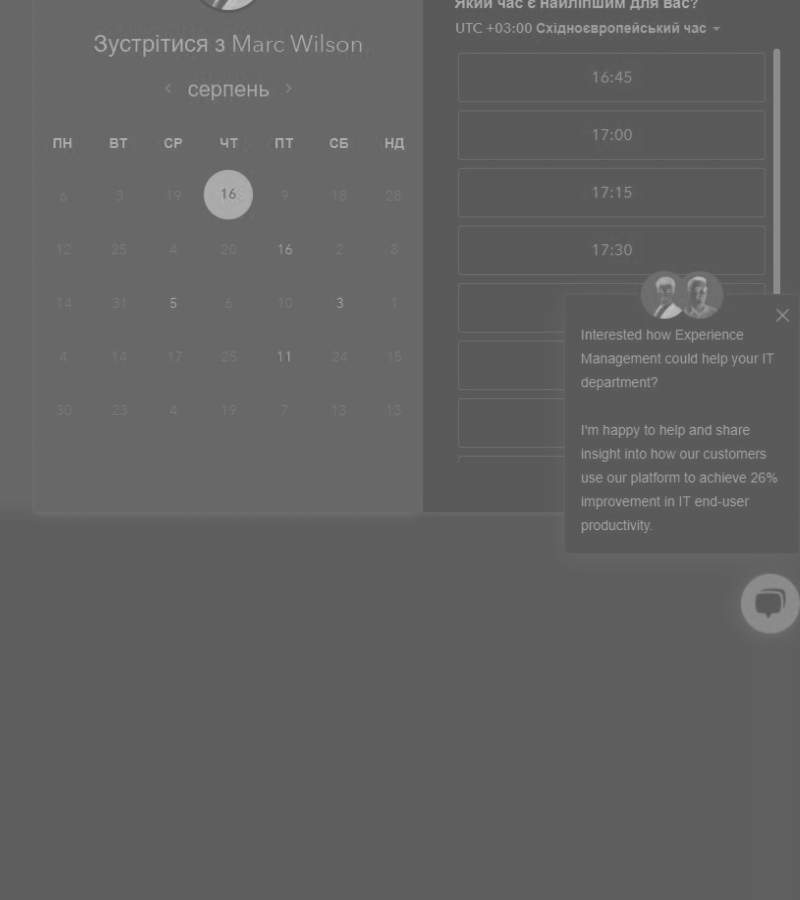 Зустрітися з Marc Wilson
серпень
ПН ВТ СР ЧТ ПТ СБ НД
6 3 19 16 9 18 28
12 25 4 20 16 2 8
14 31 5 6 10 3 1
4 14 17 25 11 24 15
30 23 4 19 7 13 13
Який час є найліпшим для вас?
UTC +03:00 Східноєвропейський час
16:45
17:00
17:15
17:30
Interested how Experience
Management could help your IT
department?
I'm happy to help and share
insight into how our customers
use our platform to achieve 26%
improvement in IT end-user
productivity.